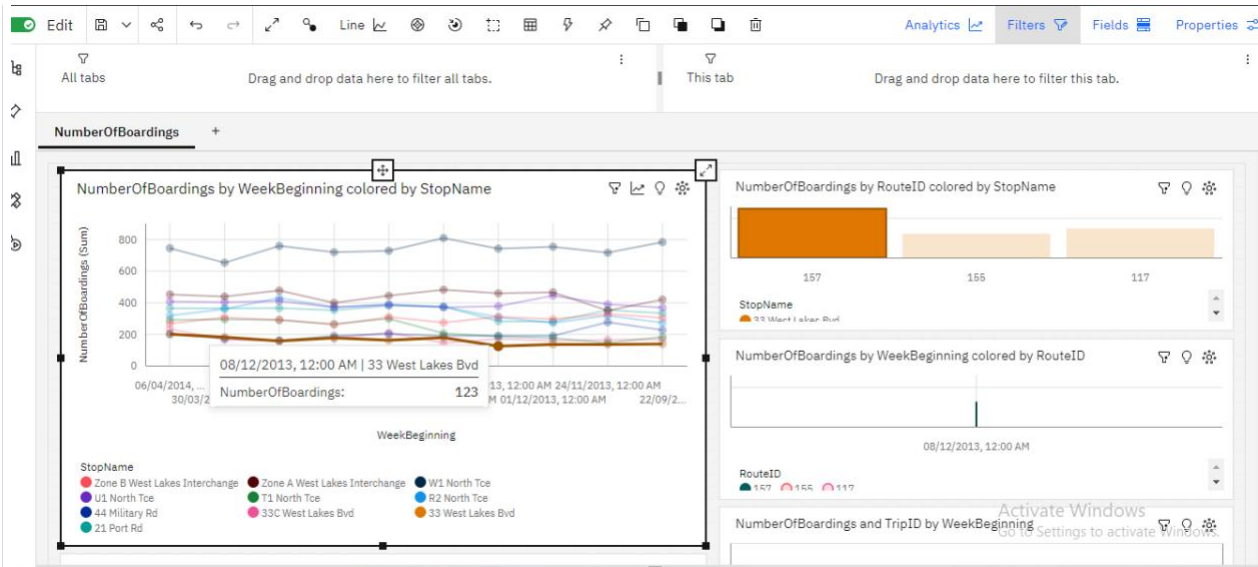 Edit
Line
Analytics
Filters
Fields
Properties
All tabs
Drag and drop data here to filter all tabs.
This tab
Drag and drop data here to filter this tab.
NumberOfBoardings +
NumberOfBoardings by WeekBeginning colored by StopName
NumberOfBoardings (Sum)
800
600
400
200
0
08/12/2013, 12:00 AM | 33 West Lakes Bvd
NumberOfBoardings: 123
06/04/2014, ...
13, 12:00 AM 24/11/2013, 12:00 AM
30/03/2
M 01/12/2013, 12:00 AM 22/09/2...
WeekBeginning
StopName
Zone B West Lakes Interchange Zone A West Lakes Interchange W1 North Tce
U1 North Tce T1 North Tce R2 North Tce
44 Military Rd 33C West Lakes Bvd 33 West Lakes Bvd
21 Port Rd
NumberOfBoardings by RouteID colored by StopName
157 155 117
StopName
33 West Lakes Bvd
NumberOfBoardings by WeekBeginning colored by RouteID
08/12/2013, 12:00 AM
RouteID
157 155 117
NumberOfBoardings and TripID by WeekBeginning
Activate Windows
Go to Settings to activate Windows.